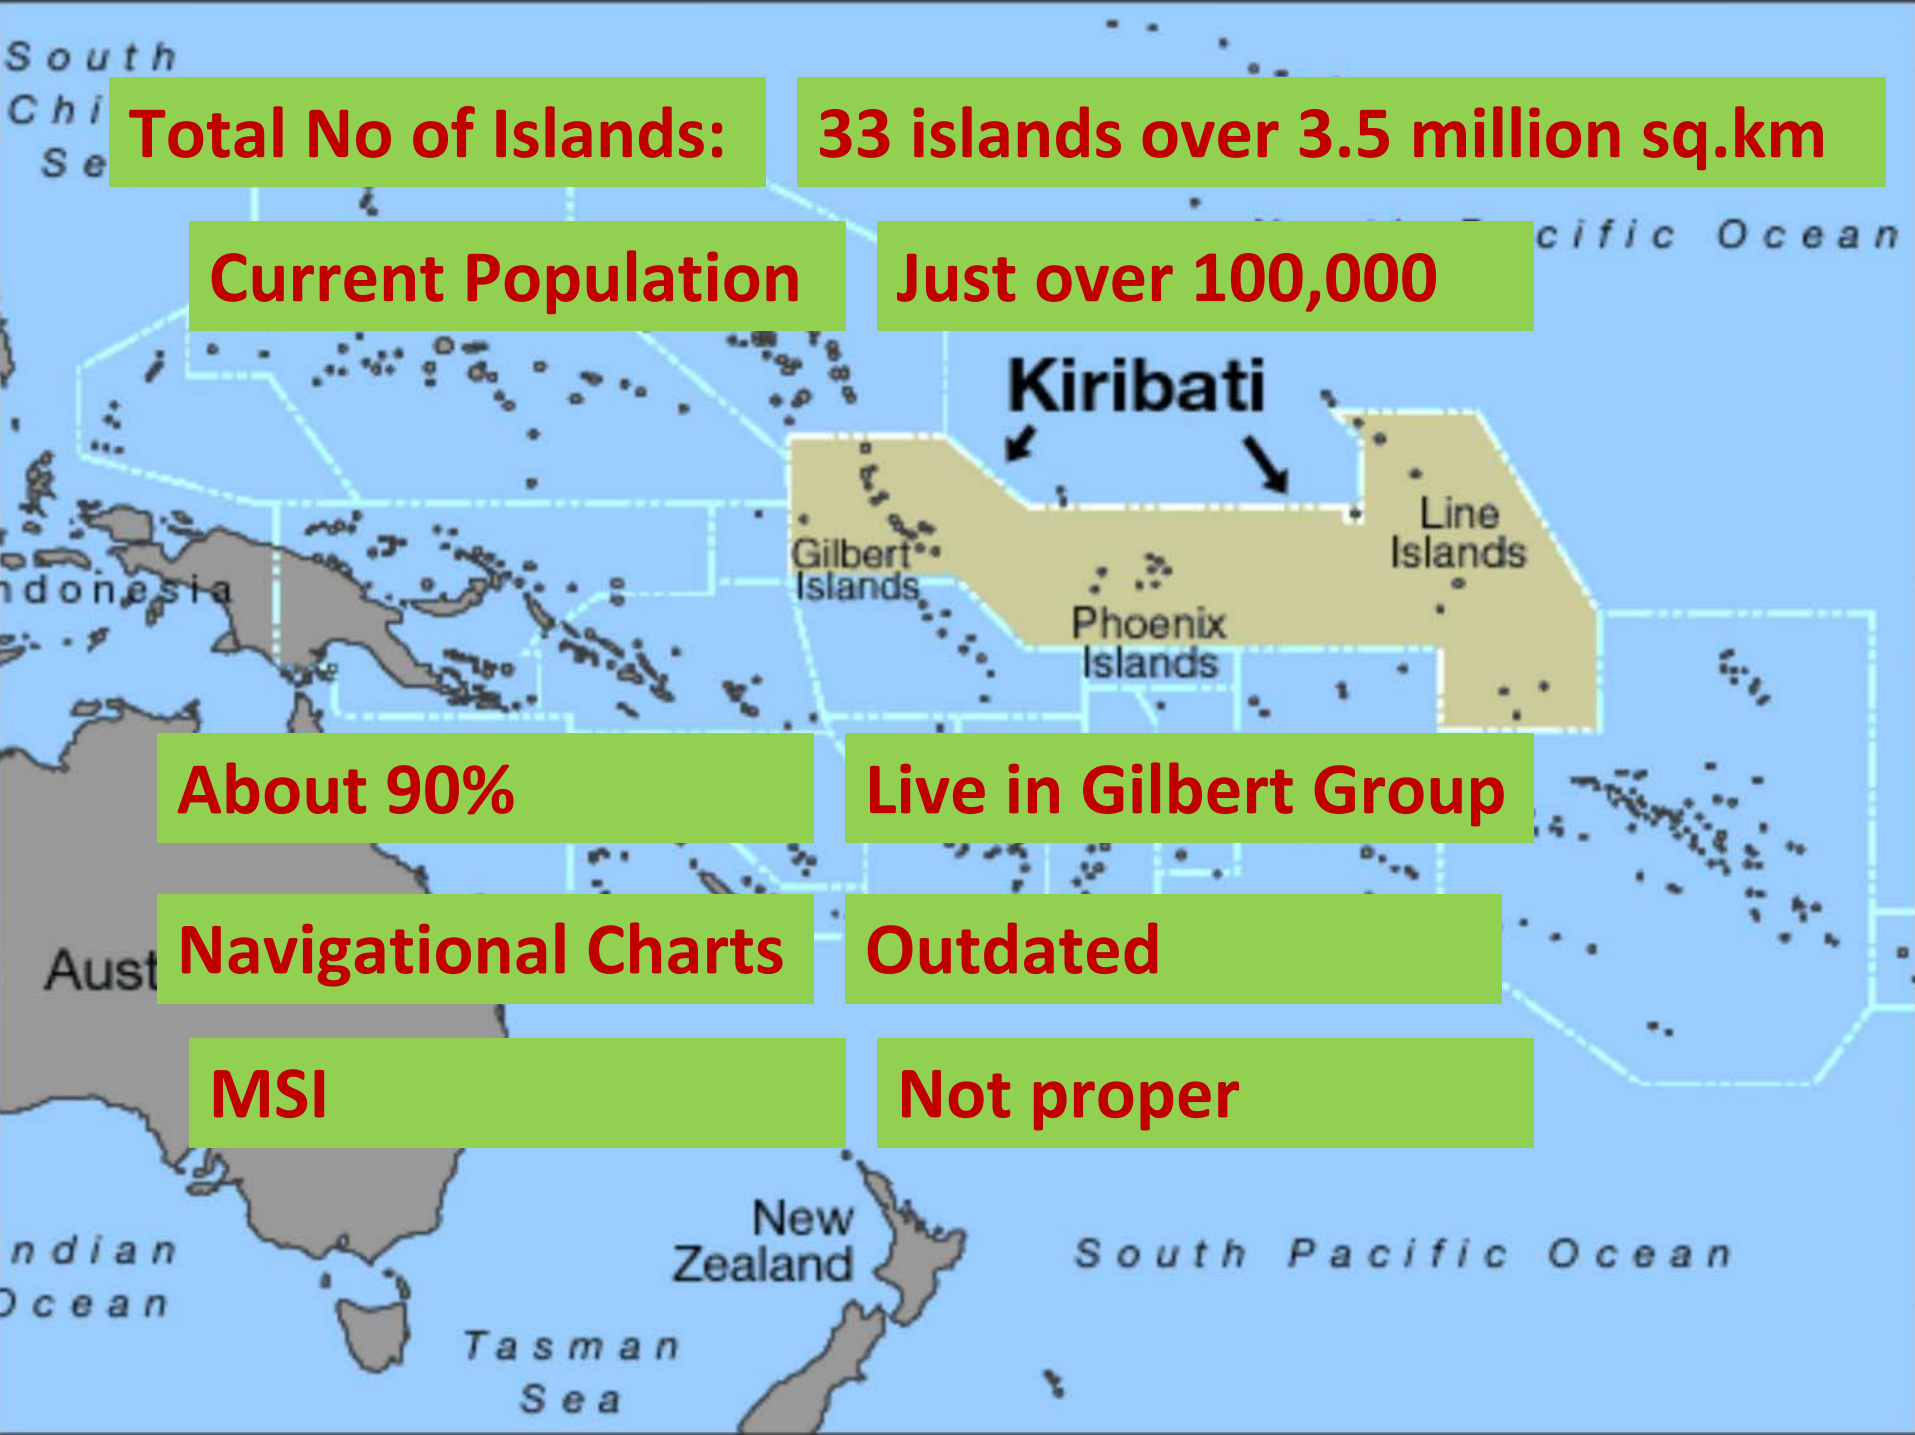 South
Chi
Se
Total No of Islands: 33 islands over 3.5 million sq.km
cific Ocean
Current Population Just over 100,000
Kiribati
Line
Islands
Gilbert
Islands
ndonesia
Phoenix
Islands
About 90% Live in Gilbert Group
Navigational Charts Outdated
Aust
MSI Not proper
New
Zealand
ndian
Ocean
South Pacific Ocean
Tasman
Sea